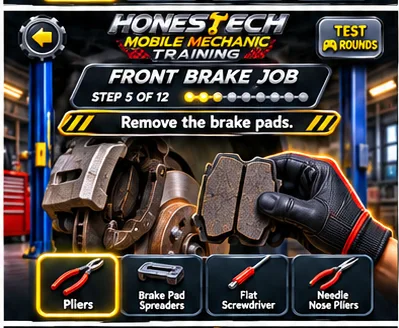 HONESTECH
MOBILE MECHANIC
TRAINING
TEST
ROUNDS
FRONT BRAKE JOB
STEP 5 OF 12
Remove the brake pads.
Pliers
Brake Pad
Spreaders
Flat
Screwdriver
Needle
Nose Pliers